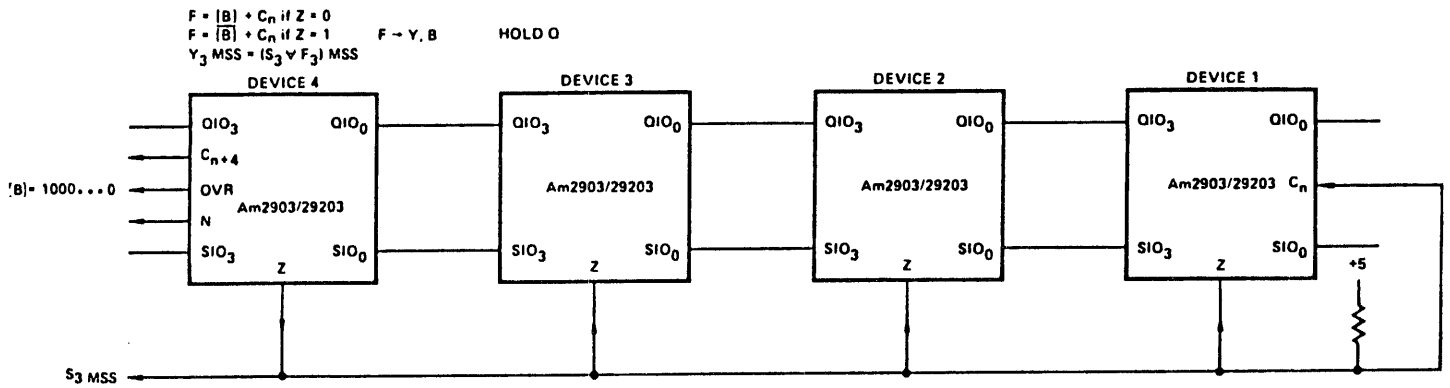 F = [B] + Cn if Z = 0
F = [B̅] + Cn if Z = 1 F → Y, B HOLD Q
Y3 MSS = (S3 ∀ F3) MSS
DEVICE 4 DEVICE 3 DEVICE 2 DEVICE 1
QIO3 QIO0 QIO3 QIO0 QIO3 QIO0 QIO3 QIO0
Cn+4
[B]= 1000...0 OVR Am2903/29203 Am2903/29203 Am2903/29203 Cn
Am2903/29203
N
SIO3 SIO0 SIO3 SIO0 SIO3 SIO0 SIO3 SIO0
Z Z Z Z +5
S3 MSS